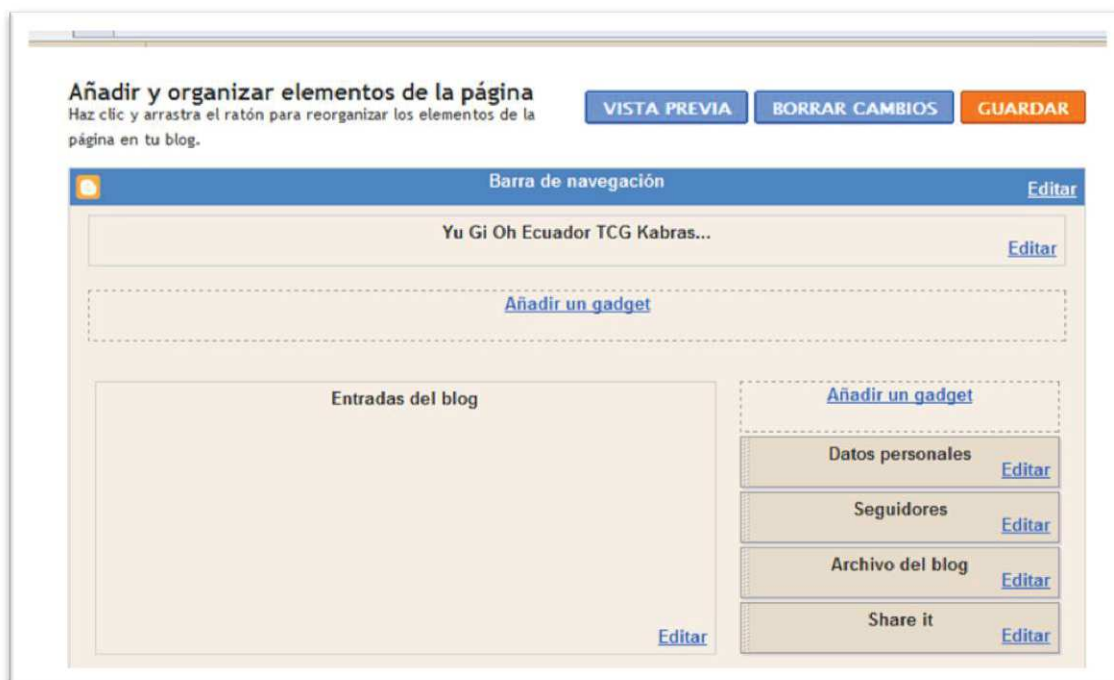 Añadir y organizar elementos de la página
Haz clic y arrastra el ratón para reorganizar los elementos de la
página en tu blog.
VISTA PREVIA
BORRAR CAMBIOS
GUARDAR
Barra de navegación
Editar
Yu Gi Oh Ecuador TCG Kabras...
Editar
Añadir un gadget
Entradas del blog
Editar
Añadir un gadget
Datos personales
Editar
Seguidores
Editar
Archivo del blog
Editar
Share it
Editar